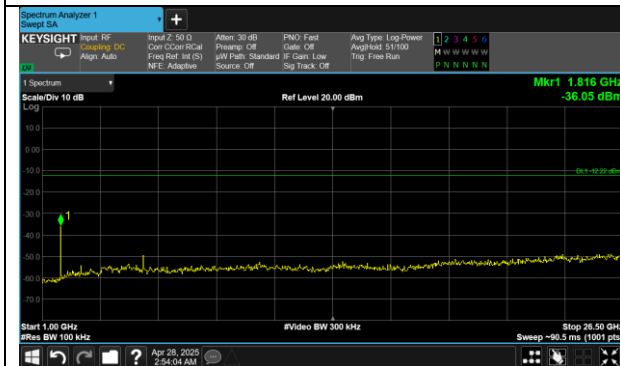 Spectrum Analyzer 1
Swept SA
+
KEYSIGHT Input: RF Input Z: 50 Ω Atten: 30 dB PNO: Fast Avg Type: Log-Power 1 2 3 4 5 6
Coupling: DC Corr CCorr RCal Preamp: Off Gate: Off Avg|Hold: 51/100 M W W W W W
Align: Auto Freq Ref: Int (S) µW Path: Standard IF Gain: Low Trig: Free Run
NFE: Adaptive Source: Off Sig Track: Off P N N N N N
1 Spectrum
Mkr1 1.816 GHz
Scale/Div 10 dB Ref Level 20.00 dBm -36.05 dBm
Log
10.0
0.00
-10.0
DL1 -12.22 dBm
-20.0
-30.0
1
-40.0
-50.0
-60.0
-70.0
Start 1.00 GHz #Video BW 300 kHz Stop 26.50 GHz
#Res BW 100 kHz Sweep ~90.5 ms (1001 pts)
? Apr 28, 2025
2:54:04 AM